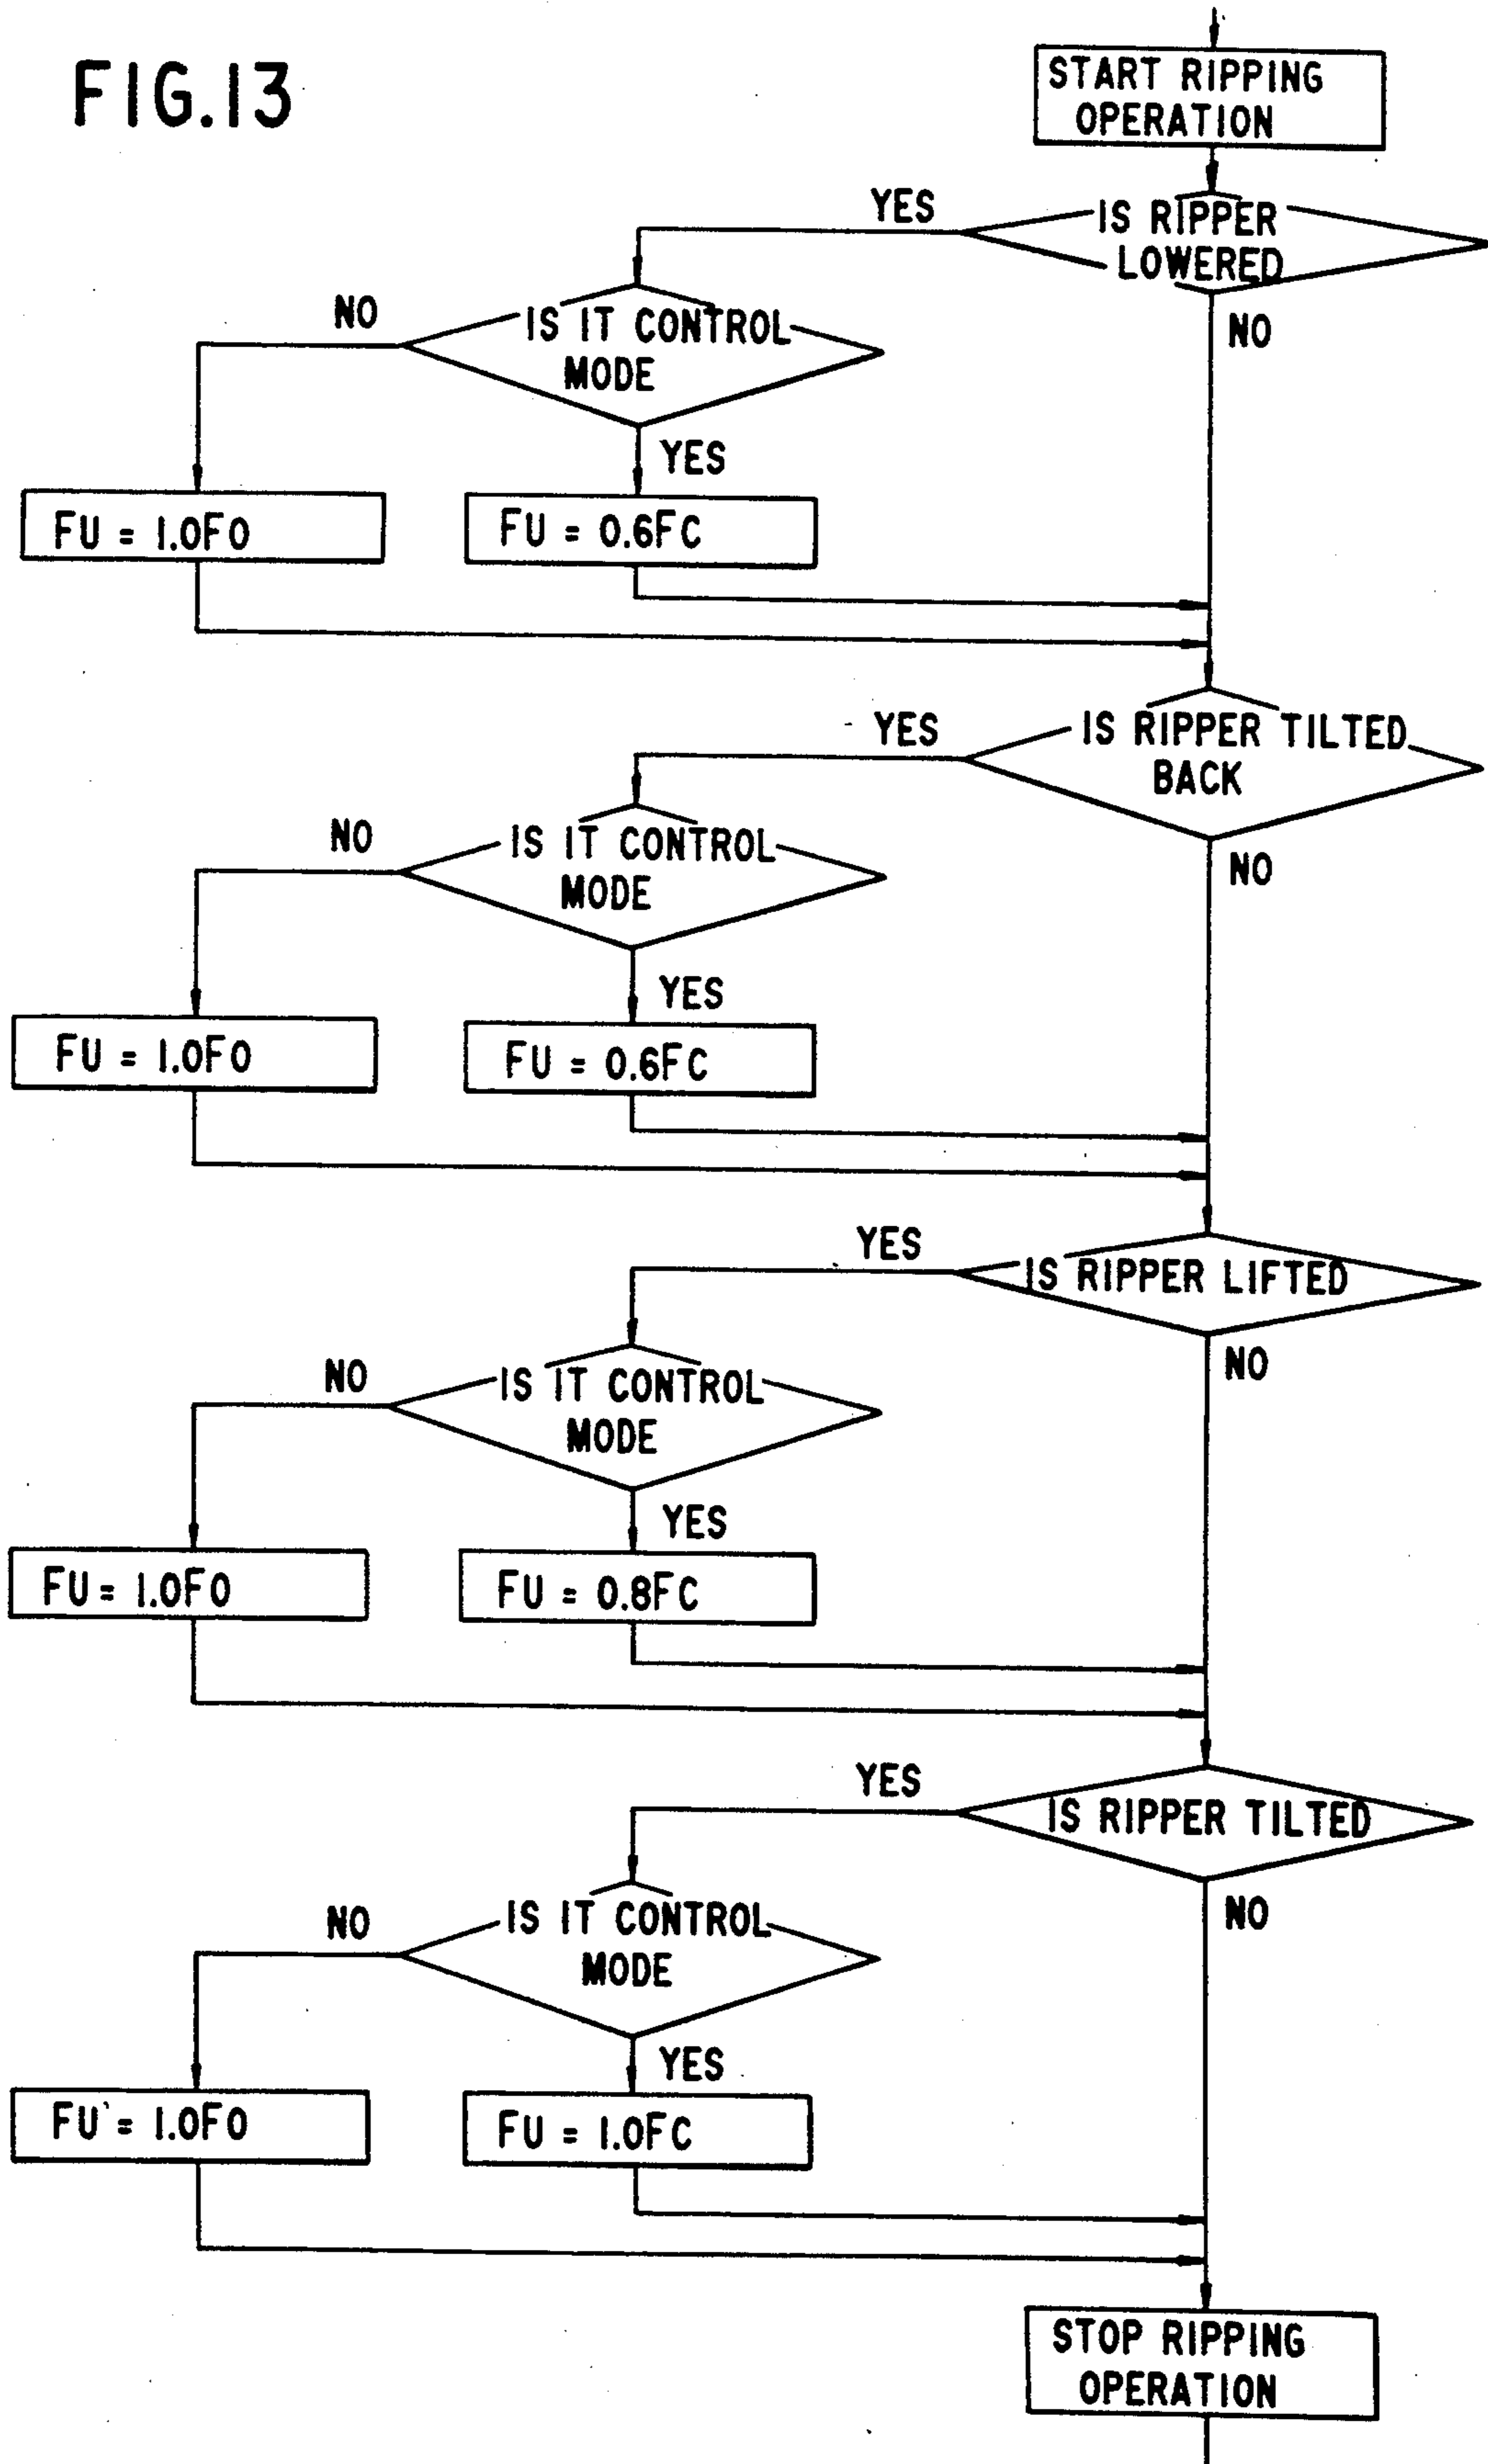 FIG.13
START RIPPING
OPERATION
YES
IS RIPPER
LOWERED
NO
NO
IS IT CONTROL
MODE
YES
FU = 1.0F0
FU = 0.6FC
YES
IS RIPPER TILTED
BACK
NO
NO
IS IT CONTROL
MODE
YES
FU = 1.0F0
FU = 0.6FC
YES
IS RIPPER LIFTED
NO
NO
IS IT CONTROL
MODE
YES
FU = 1.0F0
FU = 0.8FC
YES
IS RIPPER TILTED
NO
NO
IS IT CONTROL
MODE
YES
FU = 1.0F0
FU = 1.0FC
STOP RIPPING
OPERATION